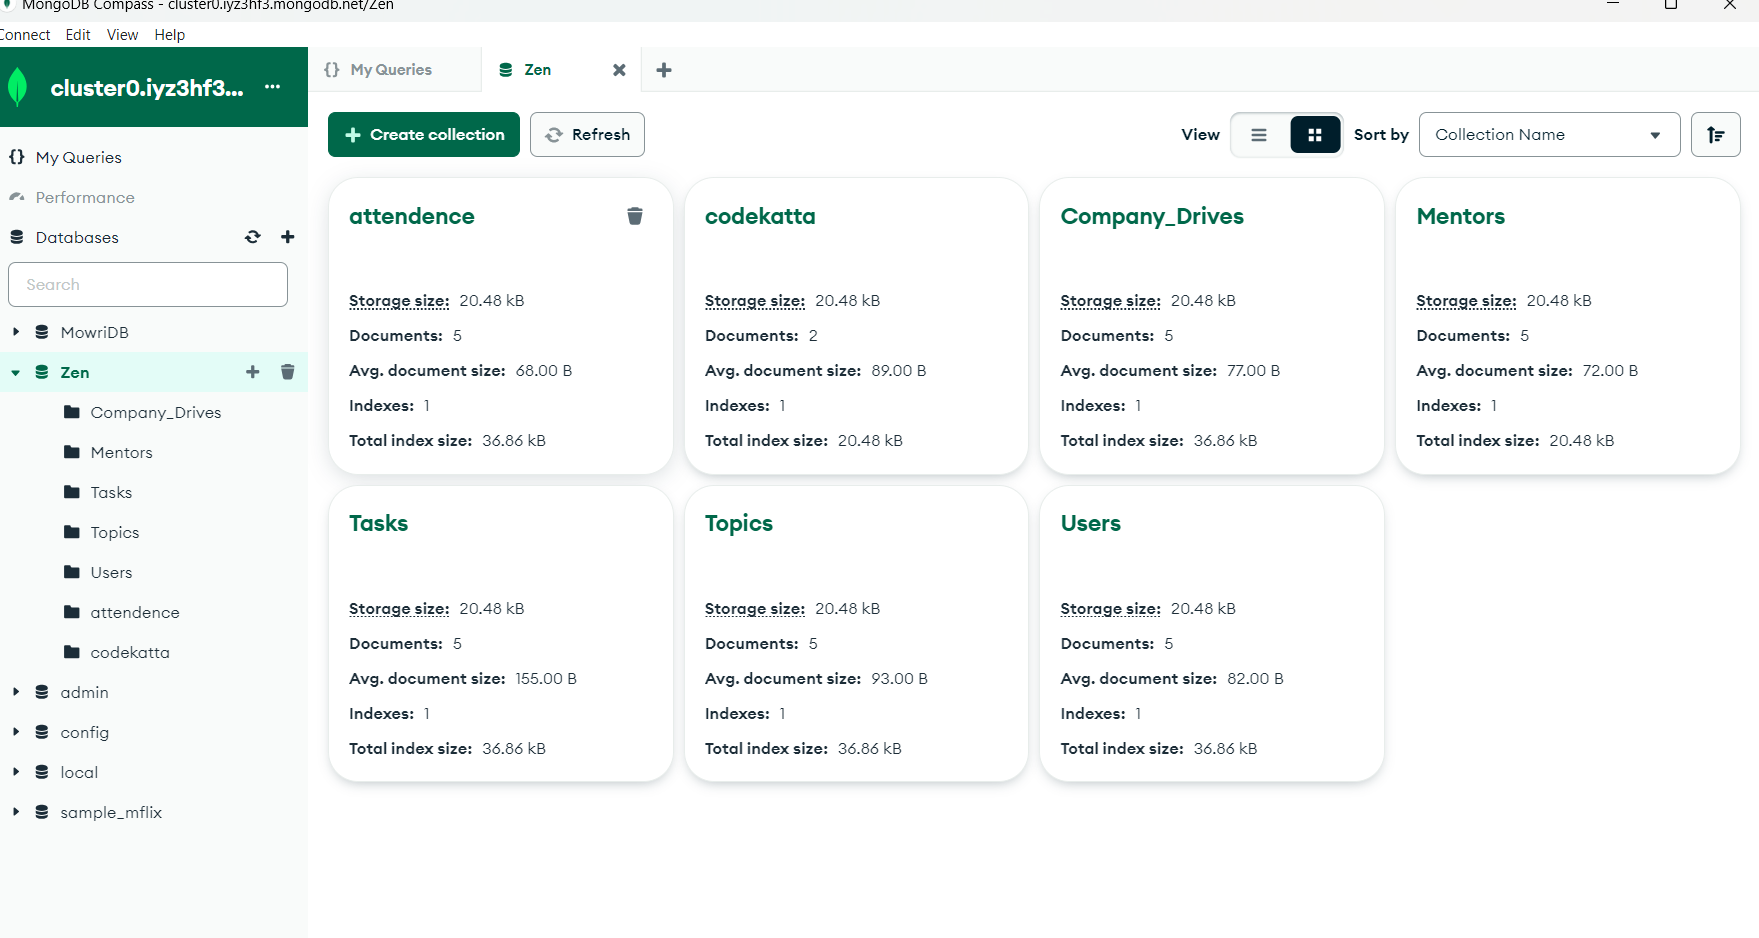 MongoDB Compass - cluster0.iyz3hf3.mongodb.net/Zen
Connect Edit View Help
cluster0.iyz3hf3...
My Queries
Performance
Databases
Search
MowriDB
Zen
Company_Drives
Mentors
Tasks
Topics
Users
attendence
codekatta
admin
config
local
sample_mflix
My Queries
Zen
Create collection
Refresh
View
Sort by
Collection Name
attendence
Storage size: 20.48 kB
Documents: 5
Avg. document size: 68.00 B
Indexes: 1
Total index size: 36.86 kB
codekatta
Storage size: 20.48 kB
Documents: 2
Avg. document size: 89.00 B
Indexes: 1
Total index size: 20.48 kB
Company_Drives
Storage size: 20.48 kB
Documents: 5
Avg. document size: 77.00 B
Indexes: 1
Total index size: 36.86 kB
Mentors
Storage size: 20.48 kB
Documents: 5
Avg. document size: 72.00 B
Indexes: 1
Total index size: 20.48 kB
Tasks
Storage size: 20.48 kB
Documents: 5
Avg. document size: 155.00 B
Indexes: 1
Total index size: 36.86 kB
Topics
Storage size: 20.48 kB
Documents: 5
Avg. document size: 93.00 B
Indexes: 1
Total index size: 36.86 kB
Users
Storage size: 20.48 kB
Documents: 5
Avg. document size: 82.00 B
Indexes: 1
Total index size: 36.86 kB